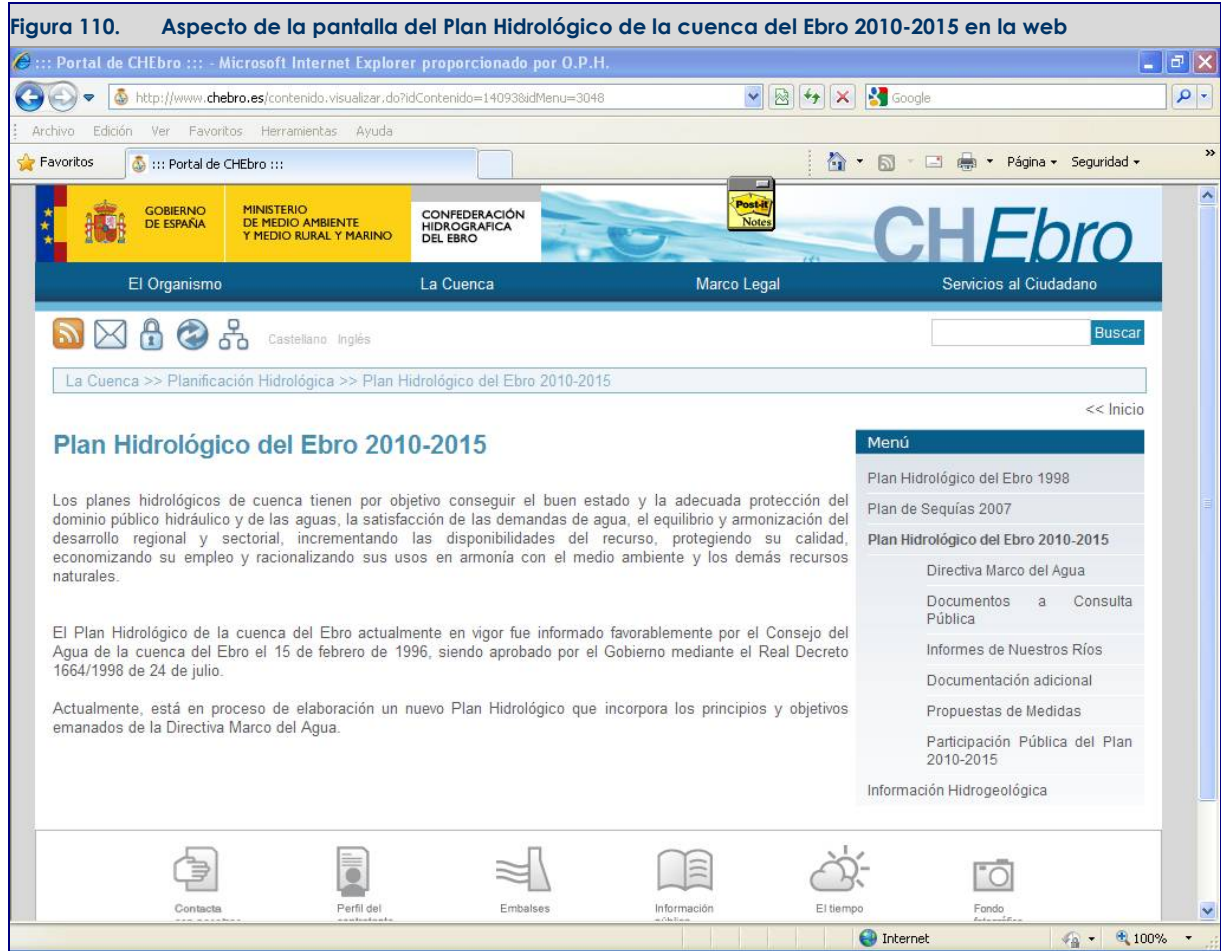 Figura 110. Aspecto de la pantalla del Plan Hidrológico de la cuenca del Ebro 2010-2015 en la web
::: Portal de CHEbro ::: - Microsoft Internet Explorer proporcionado por O.P.H.
http://www.chebro.es/contenido.visualizar.do?idContenido=14093&idMenu=3048
Google
Archivo Edición Ver Favoritos Herramientas Ayuda
Favoritos ::: Portal de CHEbro ::: Página Seguridad
GOBIERNO
DE ESPAÑA
MINISTERIO
DE MEDIO AMBIENTE
Y MEDIO RURAL Y MARINO
CONFEDERACIÓN
HIDROGRAFICA
DEL EBRO
Post-it
Notes
CHEbro
El Organismo La Cuenca Marco Legal Servicios al Ciudadano
Castellano Inglés Buscar
La Cuenca >> Planificación Hidrológica >> Plan Hidrológico del Ebro 2010-2015
<< Inicio
Plan Hidrológico del Ebro 2010-2015
Los planes hidrológicos de cuenca tienen por objetivo conseguir el buen estado y la adecuada protección del
dominio público hidráulico y de las aguas, la satisfacción de las demandas de agua, el equilibrio y armonización del
desarrollo regional y sectorial, incrementando las disponibilidades del recurso, protegiendo su calidad,
economizando su empleo y racionalizando sus usos en armonía con el medio ambiente y los demás recursos
naturales.
El Plan Hidrológico de la cuenca del Ebro actualmente en vigor fue informado favorablemente por el Consejo del
Agua de la cuenca del Ebro el 15 de febrero de 1996, siendo aprobado por el Gobierno mediante el Real Decreto
1664/1998 de 24 de julio.
Actualmente, está en proceso de elaboración un nuevo Plan Hidrológico que incorpora los principios y objetivos
emanados de la Directiva Marco del Agua.
Menú
Plan Hidrológico del Ebro 1998
Plan de Sequías 2007
Plan Hidrológico del Ebro 2010-2015
Directiva Marco del Agua
Documentos a Consulta
Pública
Informes de Nuestros Ríos
Documentación adicional
Propuestas de Medidas
Participación Pública del Plan
2010-2015
Información Hidrogeológica
Contacta Perfil del Embalses Información El tiempo Fondo
Internet 100%